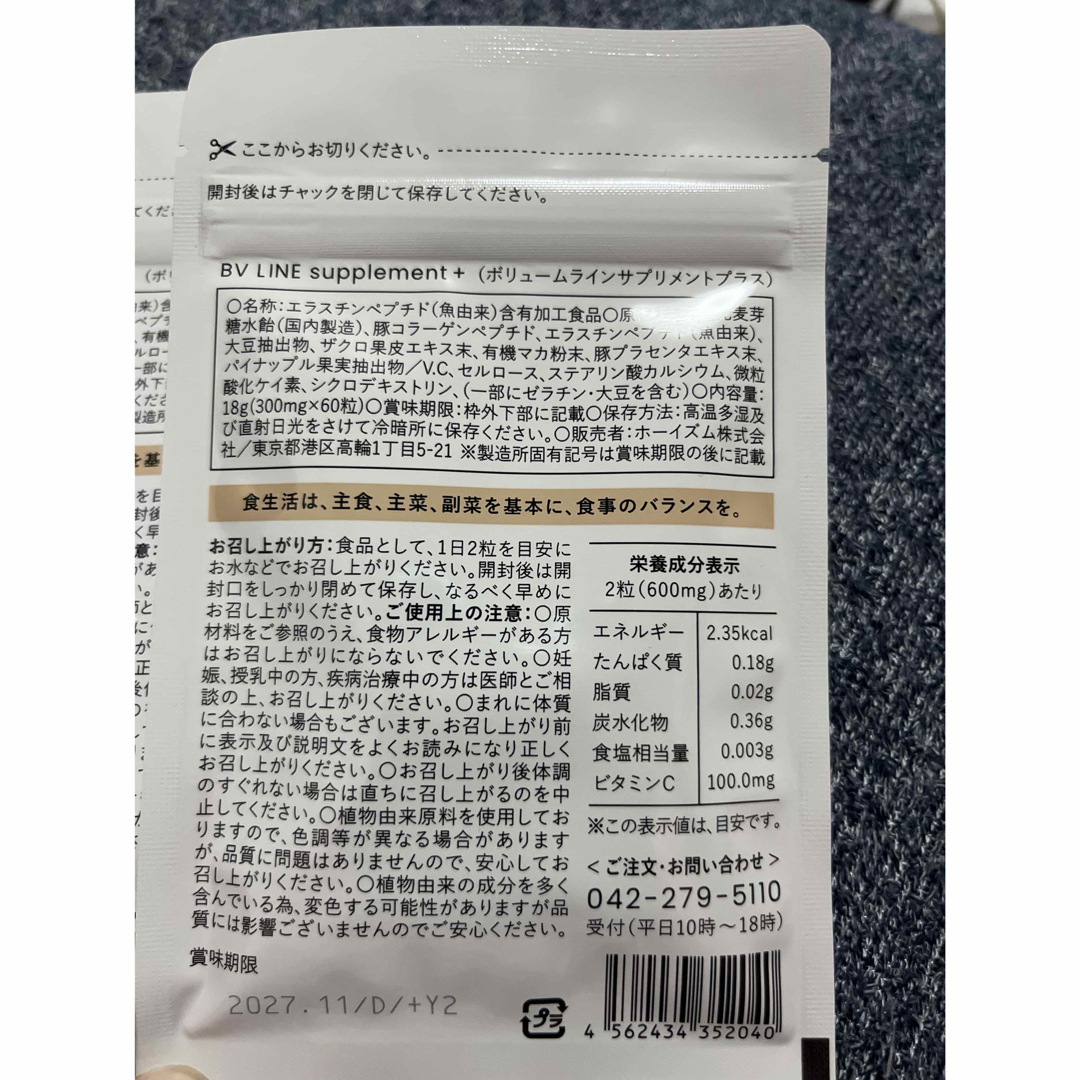 ここからお切りください。
開封後はチャックを閉じて保存してください。
BV LINE supplement + (ボリュームラインサプリメントプラス)
〇名称:エラスチンペプチド(魚由来)含有加工食品〇原 麦芽
糖水飴(国内製造)、豚コラーゲンペプチド、エラスチンペプチド(魚由来)、
大豆抽出物、ザクロ果皮エキス末、有機マカ粉末、豚プラセンタエキス末、
パイナップル果実抽出物/V.C、セルロース、ステアリン酸カルシウム、微粒
酸化ケイ素、シクロデキストリン、(一部にゼラチン・大豆を含む)〇内容量:
18g(300mg×60粒)〇賞味期限:枠外下部に記載〇保存方法:高温多湿及
び直射日光をさけて冷暗所に保存ください。〇販売者:ホーイズム株式会
社/東京都港区高輪1丁目5-21 ※製造所固有記号は賞味期限の後に記載
食生活は、主食、主菜、副菜を基本に、食事のバランスを。
お召し上がり方:食品として、1日2粒を目安に
お水などでお召し上がりください。開封後は開
封口をしっかり閉めて保存し、なるべく早めに
お召し上がりください。ご使用上の注意:〇原
材料をご参照のうえ、食物アレルギーがある方
はお召し上がりにならないでください。〇妊
娠、授乳中の方、疾病治療中の方は医師とご相
談の上、お召し上がりください。〇まれに体質
に合わない場合もございます。お召し上がり前
に表示及び説明文をよくお読みになり正しく
お召し上がりください。〇お召し上がり後体調
のすぐれない場合は直ちに召し上がるのを中
止してください。〇植物由来原料を使用してお
りますので、色調等が異なる場合があります
が、品質に問題はありませんので、安心してお
召し上がりください。〇植物由来の成分を多く
含んでいる為、変色する可能性がありますが品
質には影響ございませんのでご安心ください。
栄養成分表示
2粒(600mg)あたり
エネルギー 2.35kcal
たんぱく質 0.18g
脂質 0.02g
炭水化物 0.36g
食塩相当量 0.003g
ビタミンC 100.0mg
※この表示値は、目安です。
<ご注文・お問い合わせ>
042-279-5110
受付(平日10時~18時)
賞味期限
2027.11/D/+Y2
プラ
4 562434 352040